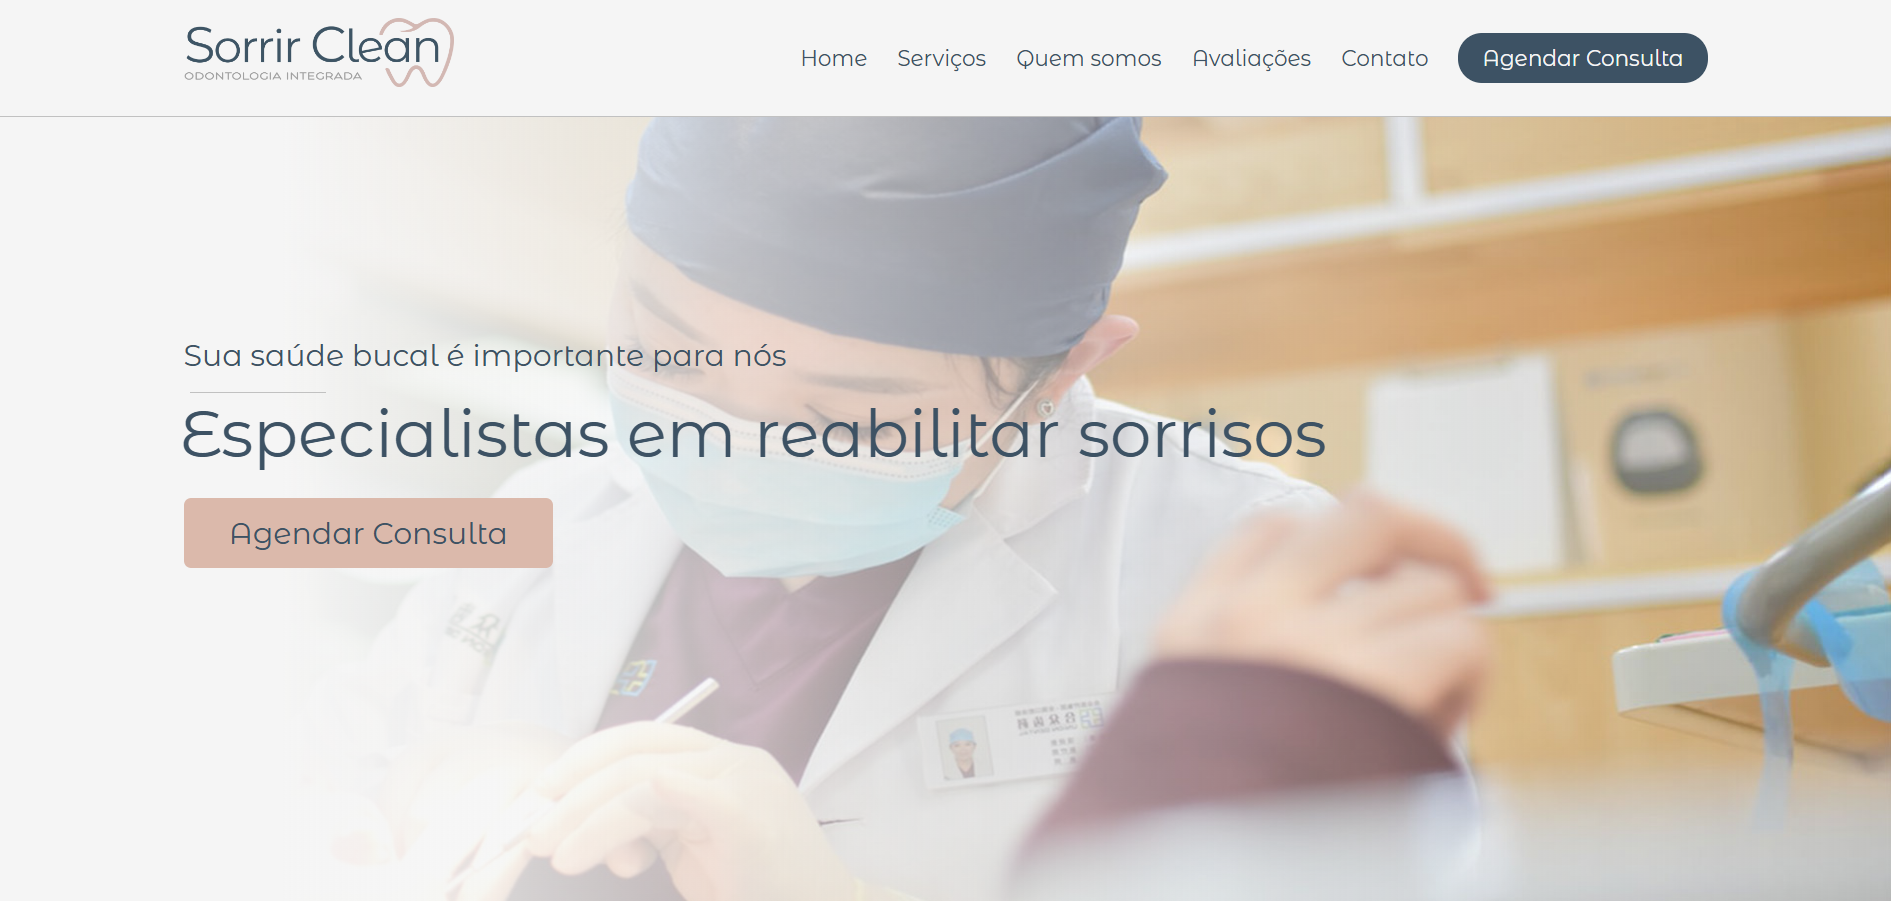 Sorrir Clean
ODONTOLOGIA INTEGRADA
Home
Serviços
Quem somos
Avaliações
Contato
Agendar Consulta
Sua saúde bucal é importante para nós
Especialistas em reabilitar sorrisos
Agendar Consulta